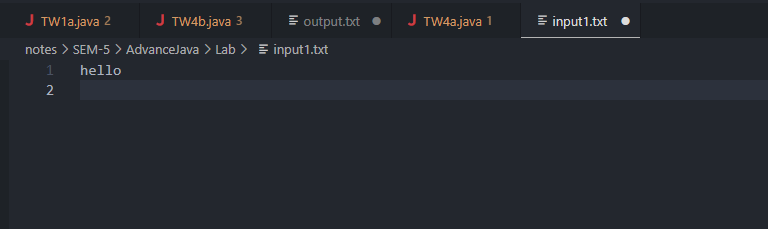 TW1a.java 2 TW4b.java 3 output.txt TW4a.java 1 input1.txt
notes > SEM-5 > AdvanceJava > Lab > input1.txt
1 hello
2